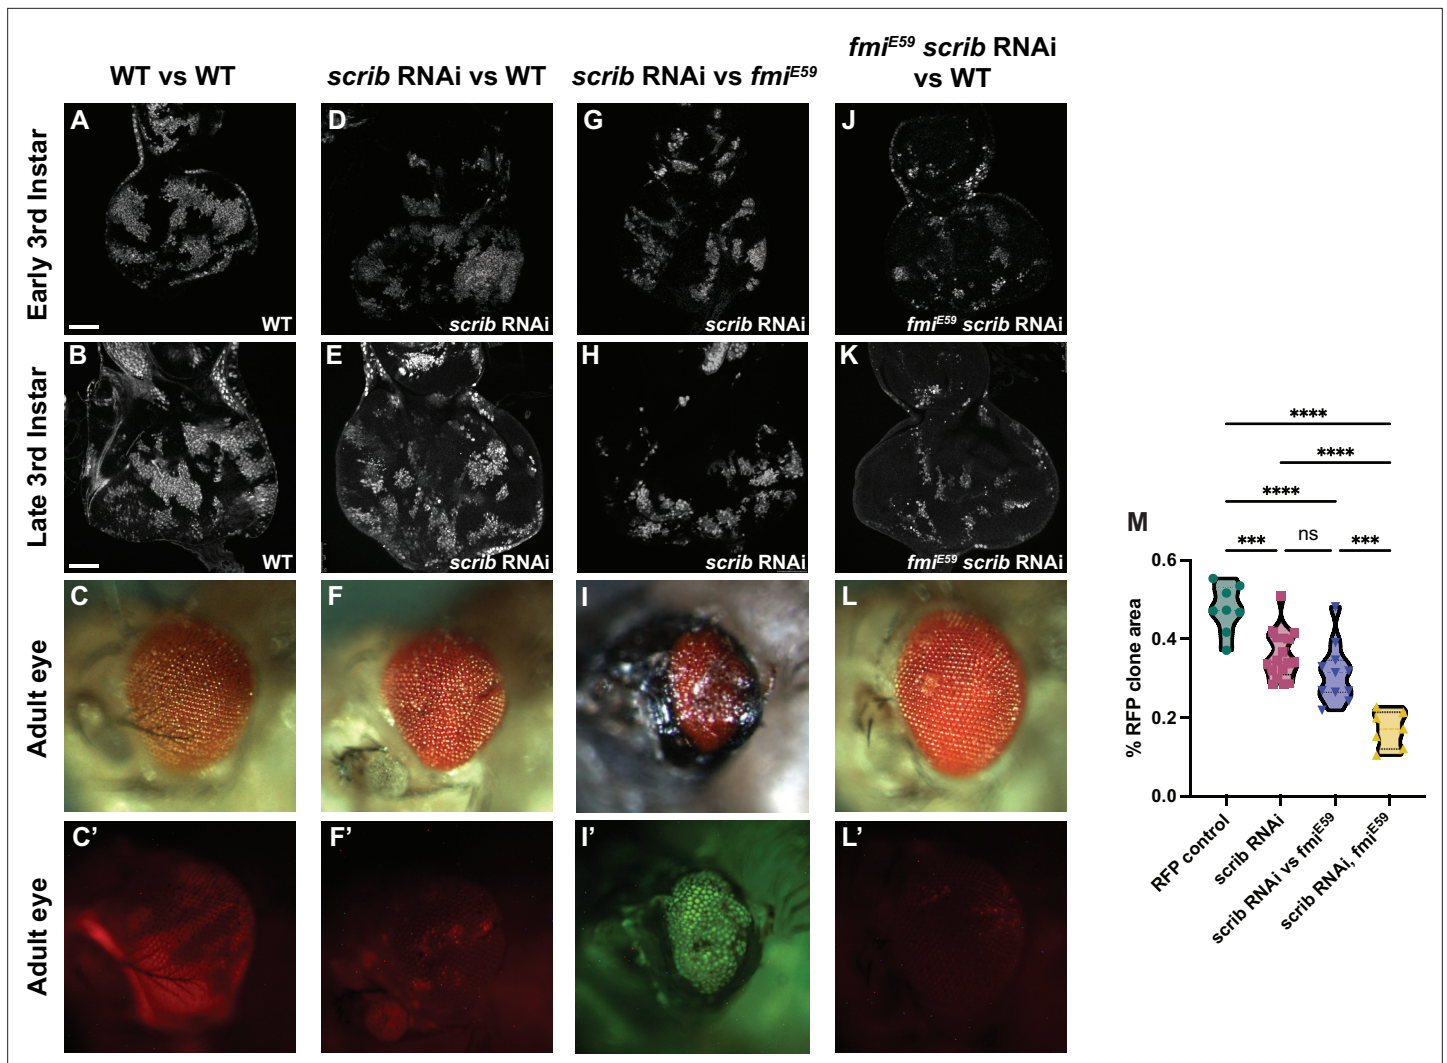 WT vs WT
scrib RNAi vs WT
scrib RNAi vs fmiE59
fmiE59 scrib RNAi
vs WT
Early 3rd Instar
A
WT
D
scrib RNAi
G
scrib RNAi
J
fmiE59 scrib RNAi
Late 3rd Instar
B
WT
E
scrib RNAi
H
scrib RNAi
K
fmiE59 scrib RNAi
Adult eye
C
F
I
L
Adult eye
C'
F'
I'
L'
M
****
****
****
***
ns
***
% RFP clone area
0.6
0.4
0.2
0.0
RFP control
scrib RNAi
scrib RNAi vs fmiE59
scrib RNAi, fmiE59